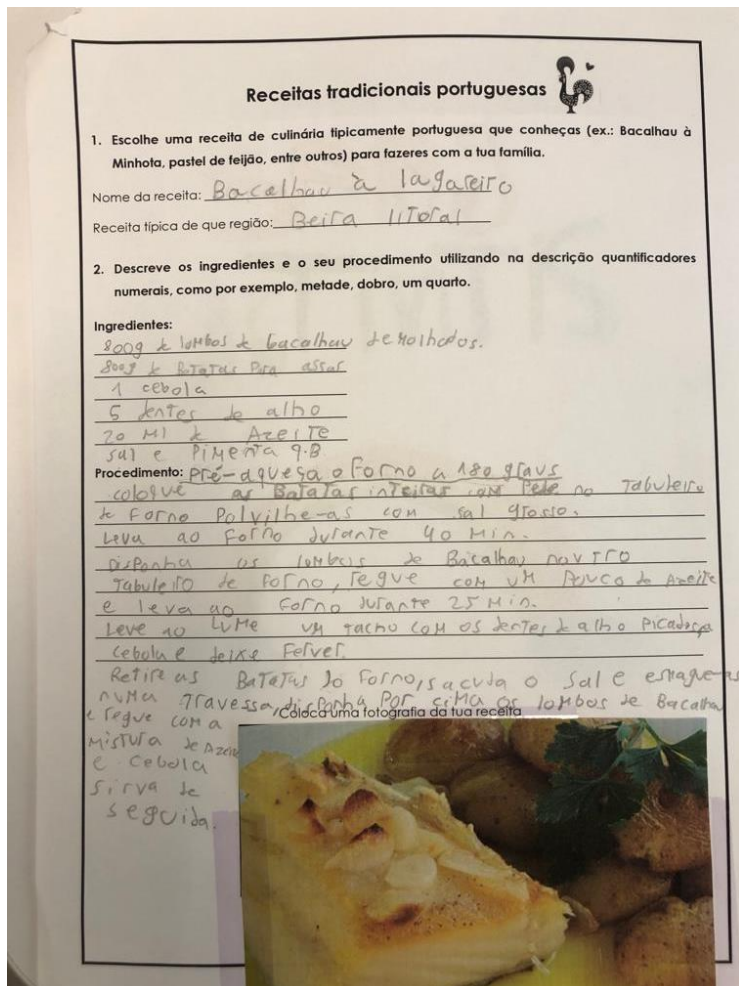 Receitas tradicionais portuguesas
1. Escolhe uma receita de culinária tipicamente portuguesa que conheças (ex.: Bacalhau à
Minhota, pastel de feijão, entre outros) para fazeres com a tua família.
Nome da receita: Bacalhau à lagareiro
Receita típica de que região: Beira litoral
2. Descreve os ingredientes e o seu procedimento utilizando na descrição quantificadores
numerais, como por exemplo, metade, dobro, um quarto.
Ingredientes:
800g de lombos de bacalhau demolhados.
800g de Batatas para assar
1 cebola
5 dentes de alho
20 Ml de Azeite
sal e Pimenta q.B
Procedimento: Pré-aqueça o Forno a 180 graus
coloque as Batatas inteiras com Pele no Tabuleiro
de Forno Polvilhe-as com sal grosso.
Leva ao Forno durante 40 Min.
Disponha os lombos de Bacalhau noutro
Tabuleiro de Forno, regue com um Pouco de Azeite
e leva ao Forno durante 25 Min.
Leve ao lume um tacho com os dentes de alho Picados
cebola e deixe Ferver.
Retire as Batatas do Forno, sacuda o sal e esmague-as
numa Travessa, disponha Por cima os lombos de Bacalhau
e regue com a
Coloca uma fotografia da tua receita
Mistura de Azeite
e cebola
sirva de
seguida.